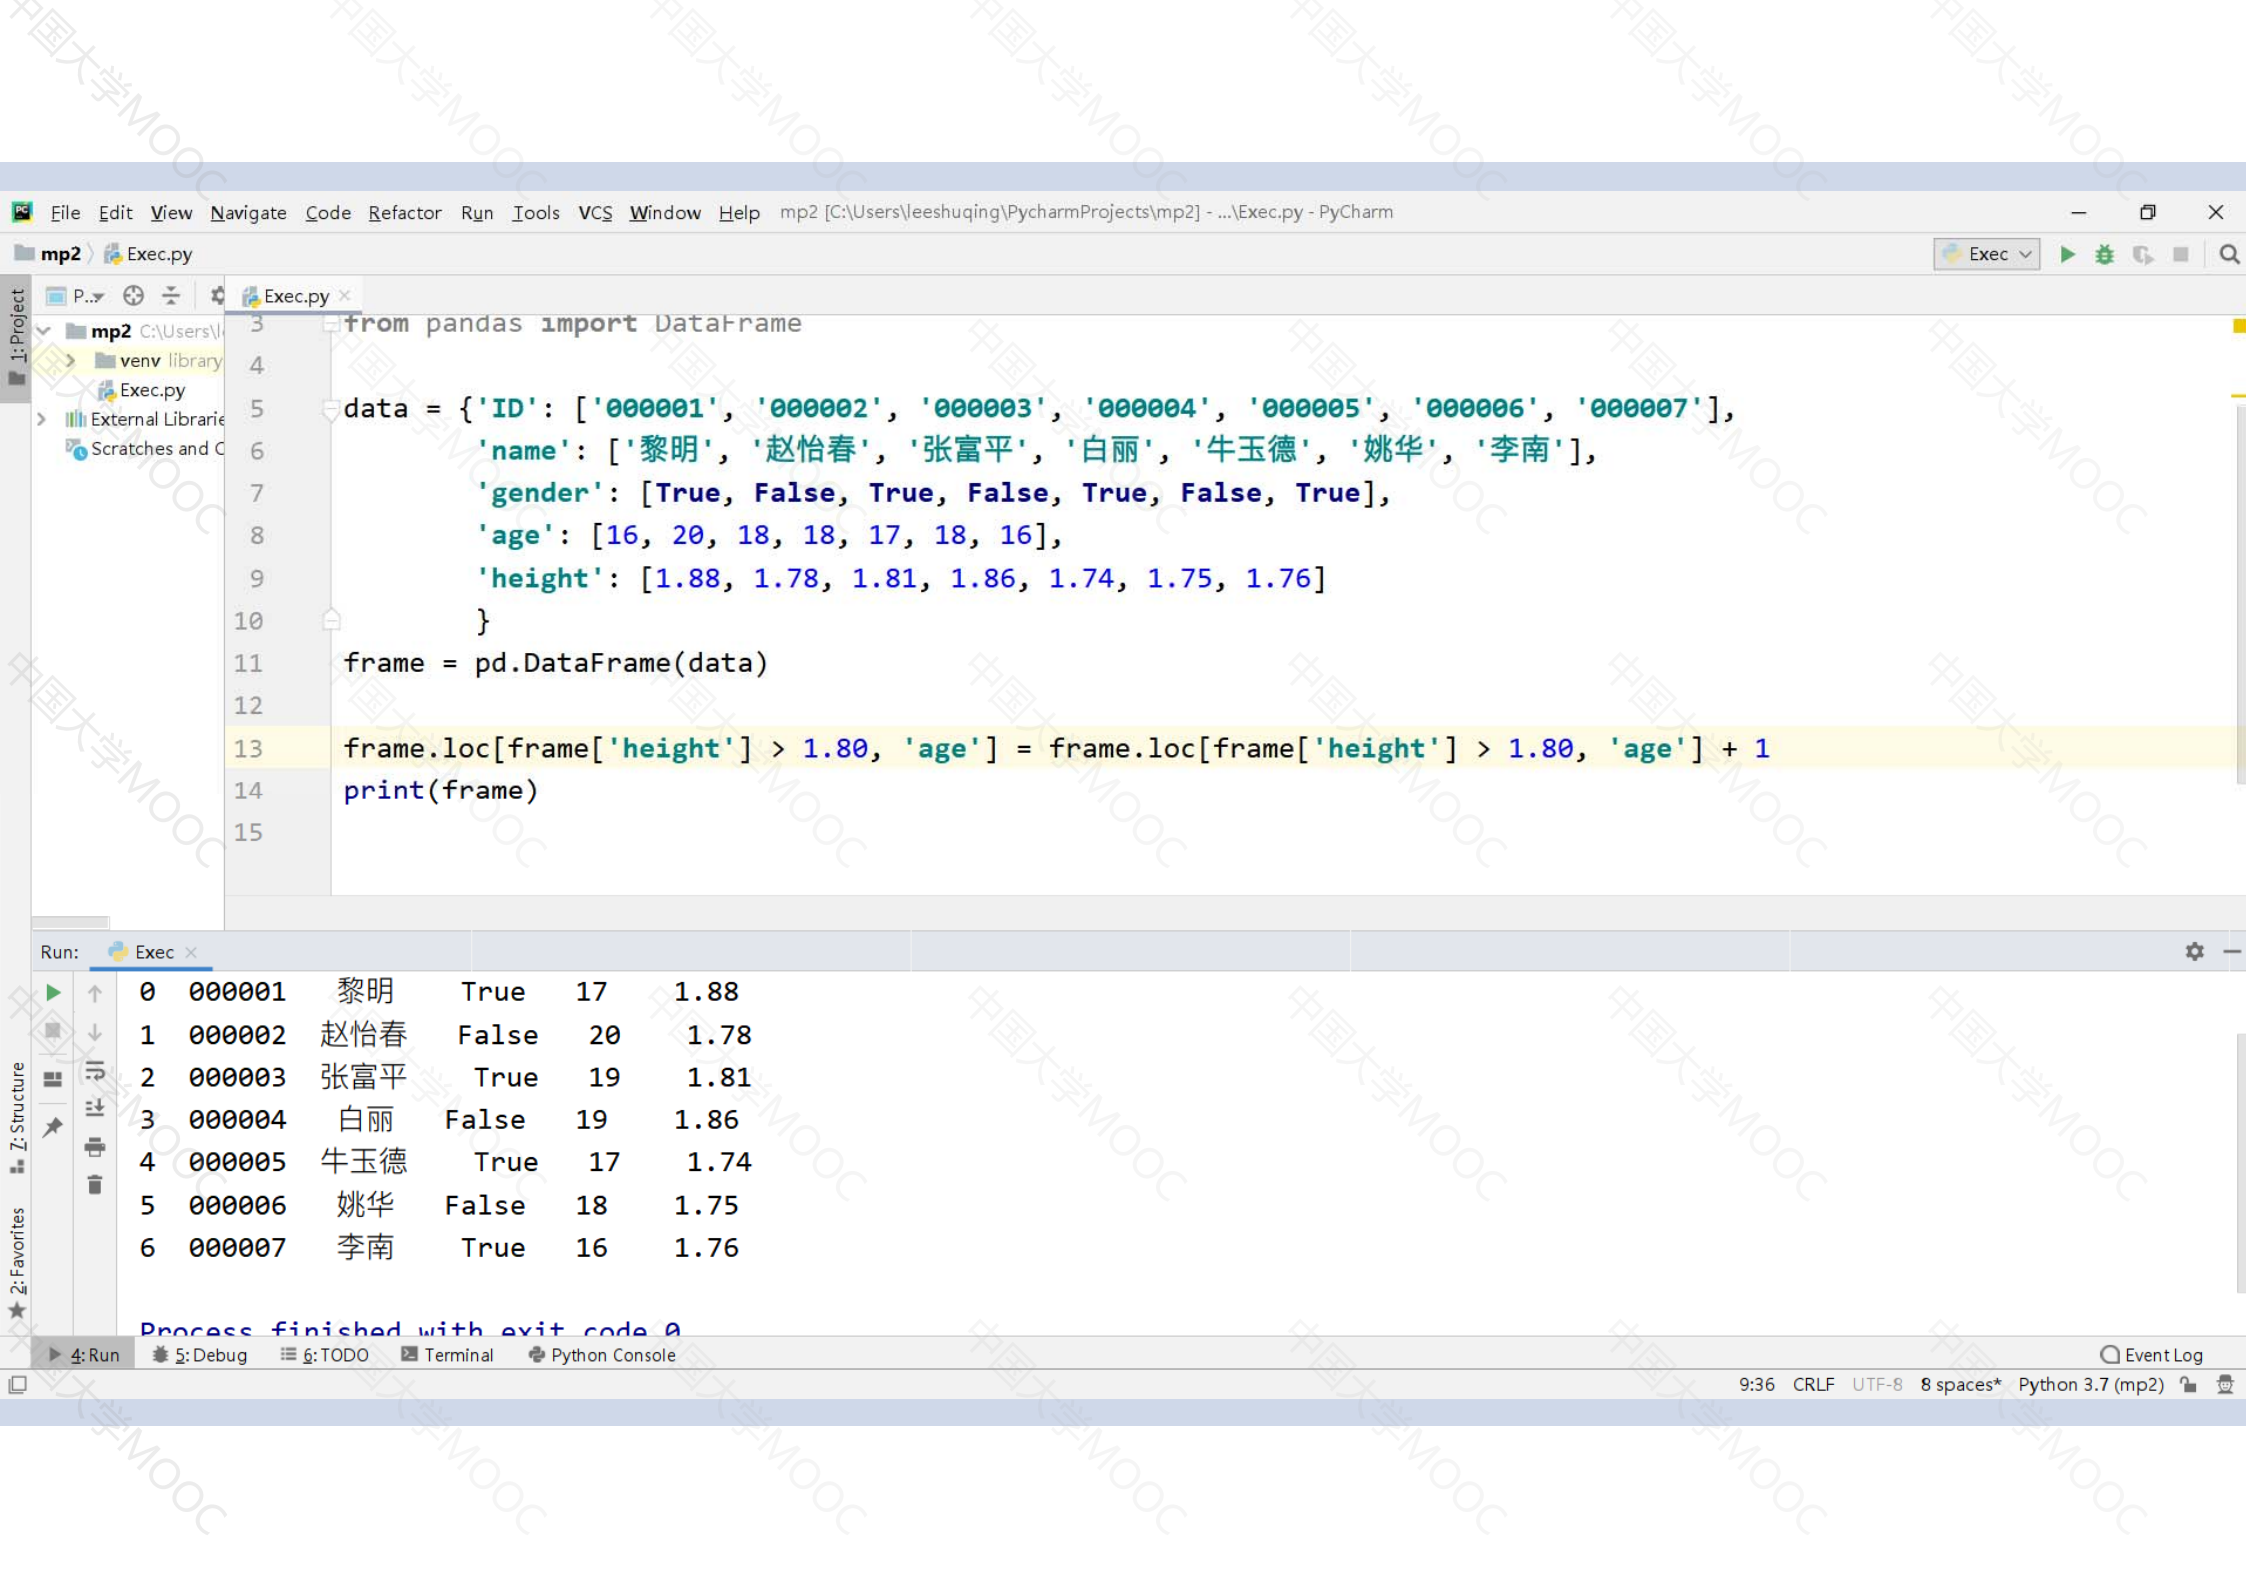 File Edit View Navigate Code Refactor Run Tools VCS Window Help mp2 [C:\Users\leeshuqing\PycharmProjects\mp2] - ...\Exec.py - PyCharm
mp2 Exec.py Exec
P.. Exec.py
1: Project
mp2 C:\Users\l
venv library
Exec.py
External Librarie
Scratches and C
3 from pandas import DataFrame
4
5 data = {'ID': ['000001', '000002', '000003', '000004', '000005', '000006', '000007'],
6 'name': ['黎明', '赵怡春', '张富平', '白丽', '牛玉德', '姚华', '李南'],
7 'gender': [True, False, True, False, True, False, True],
8 'age': [16, 20, 18, 18, 17, 18, 16],
9 'height': [1.88, 1.78, 1.81, 1.86, 1.74, 1.75, 1.76]
10 }
11 frame = pd.DataFrame(data)
12
13 frame.loc[frame['height'] > 1.80, 'age'] = frame.loc[frame['height'] > 1.80, 'age'] + 1
14 print(frame)
15
Run: Exec
0 000001 黎明 True 17 1.88
1 000002 赵怡春 False 20 1.78
2 000003 张富平 True 19 1.81
3 000004 白丽 False 19 1.86
4 000005 牛玉德 True 17 1.74
5 000006 姚华 False 18 1.75
6 000007 李南 True 16 1.76
Process finished with exit code 0
Z: Structure
2: Favorites
4: Run 5: Debug 6: TODO Terminal Python Console Event Log
9:36 CRLF UTF-8 8 spaces* Python 3.7 (mp2)
中国大学MOOC